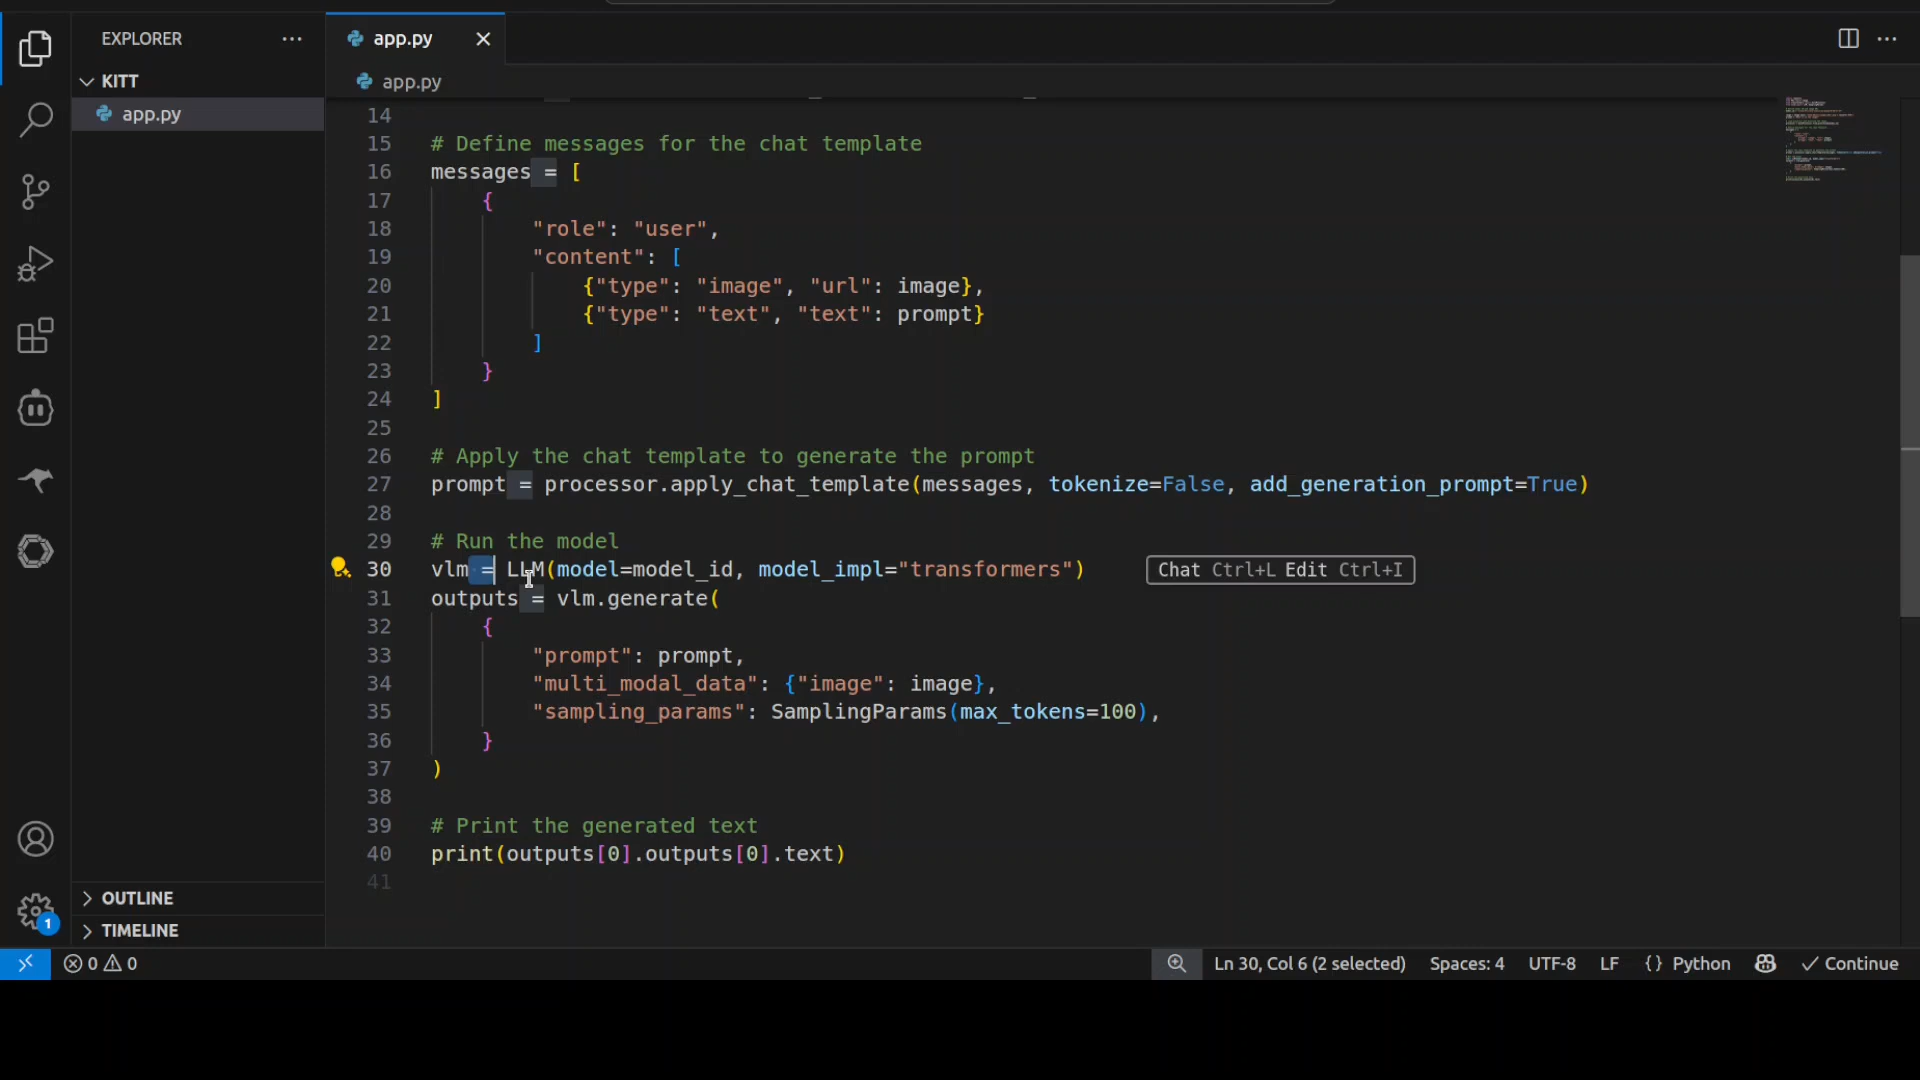 EXPLORER
KITT
app.py
OUTLINE
TIMELINE
app.py
app.py
14
15 # Define messages for the chat template
16 messages = [
17 {
18 "role": "user",
19 "content": [
20 {"type": "image", "url": image},
21 {"type": "text", "text": prompt}
22 ]
23 }
24 ]
25
26 # Apply the chat template to generate the prompt
27 prompt = processor.apply_chat_template(messages, tokenize=False, add_generation_prompt=True)
28
29 # Run the model
30 vlm = LLM(model=model_id, model_impl="transformers") Chat Ctrl+L Edit Ctrl+I
31 outputs = vlm.generate(
32 {
33 "prompt": prompt,
34 "multi_modal_data": {"image": image},
35 "sampling_params": SamplingParams(max_tokens=100),
36 }
37 )
38
39 # Print the generated text
40 print(outputs[0].outputs[0].text)
41
1
0 0 Ln 30, Col 6 (2 selected) Spaces: 4 UTF-8 LF {} Python Continue